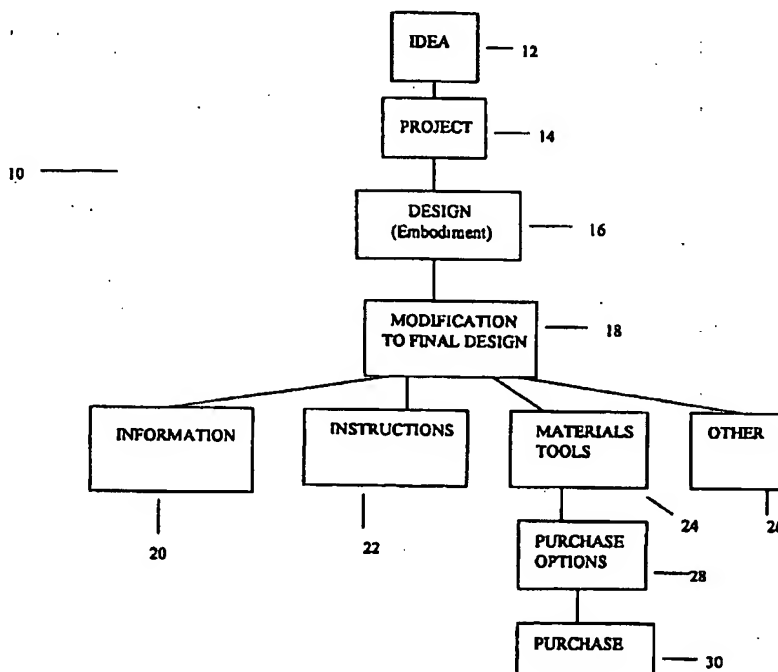 IDEA
12
PROJECT
14
10
DESIGN
(Embodiment)
16
MODIFICATION
TO FINAL DESIGN
18
INFORMATION
INSTRUCTIONS
MATERIALS
TOOLS
OTHER
20
22
24
26
PURCHASE
OPTIONS
28
PURCHASE
30